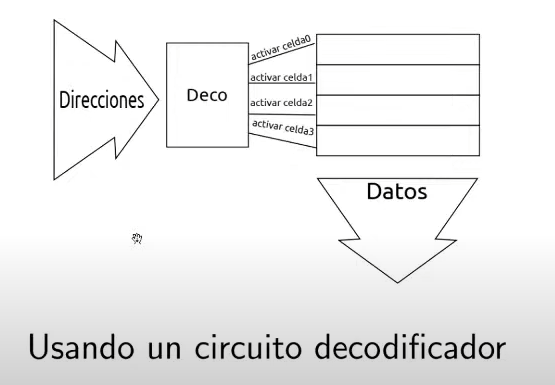 Direcciones
Deco
activar celda0
activar celda1
activar celda2
activar celda3
Datos
Usando un circuito decodificador